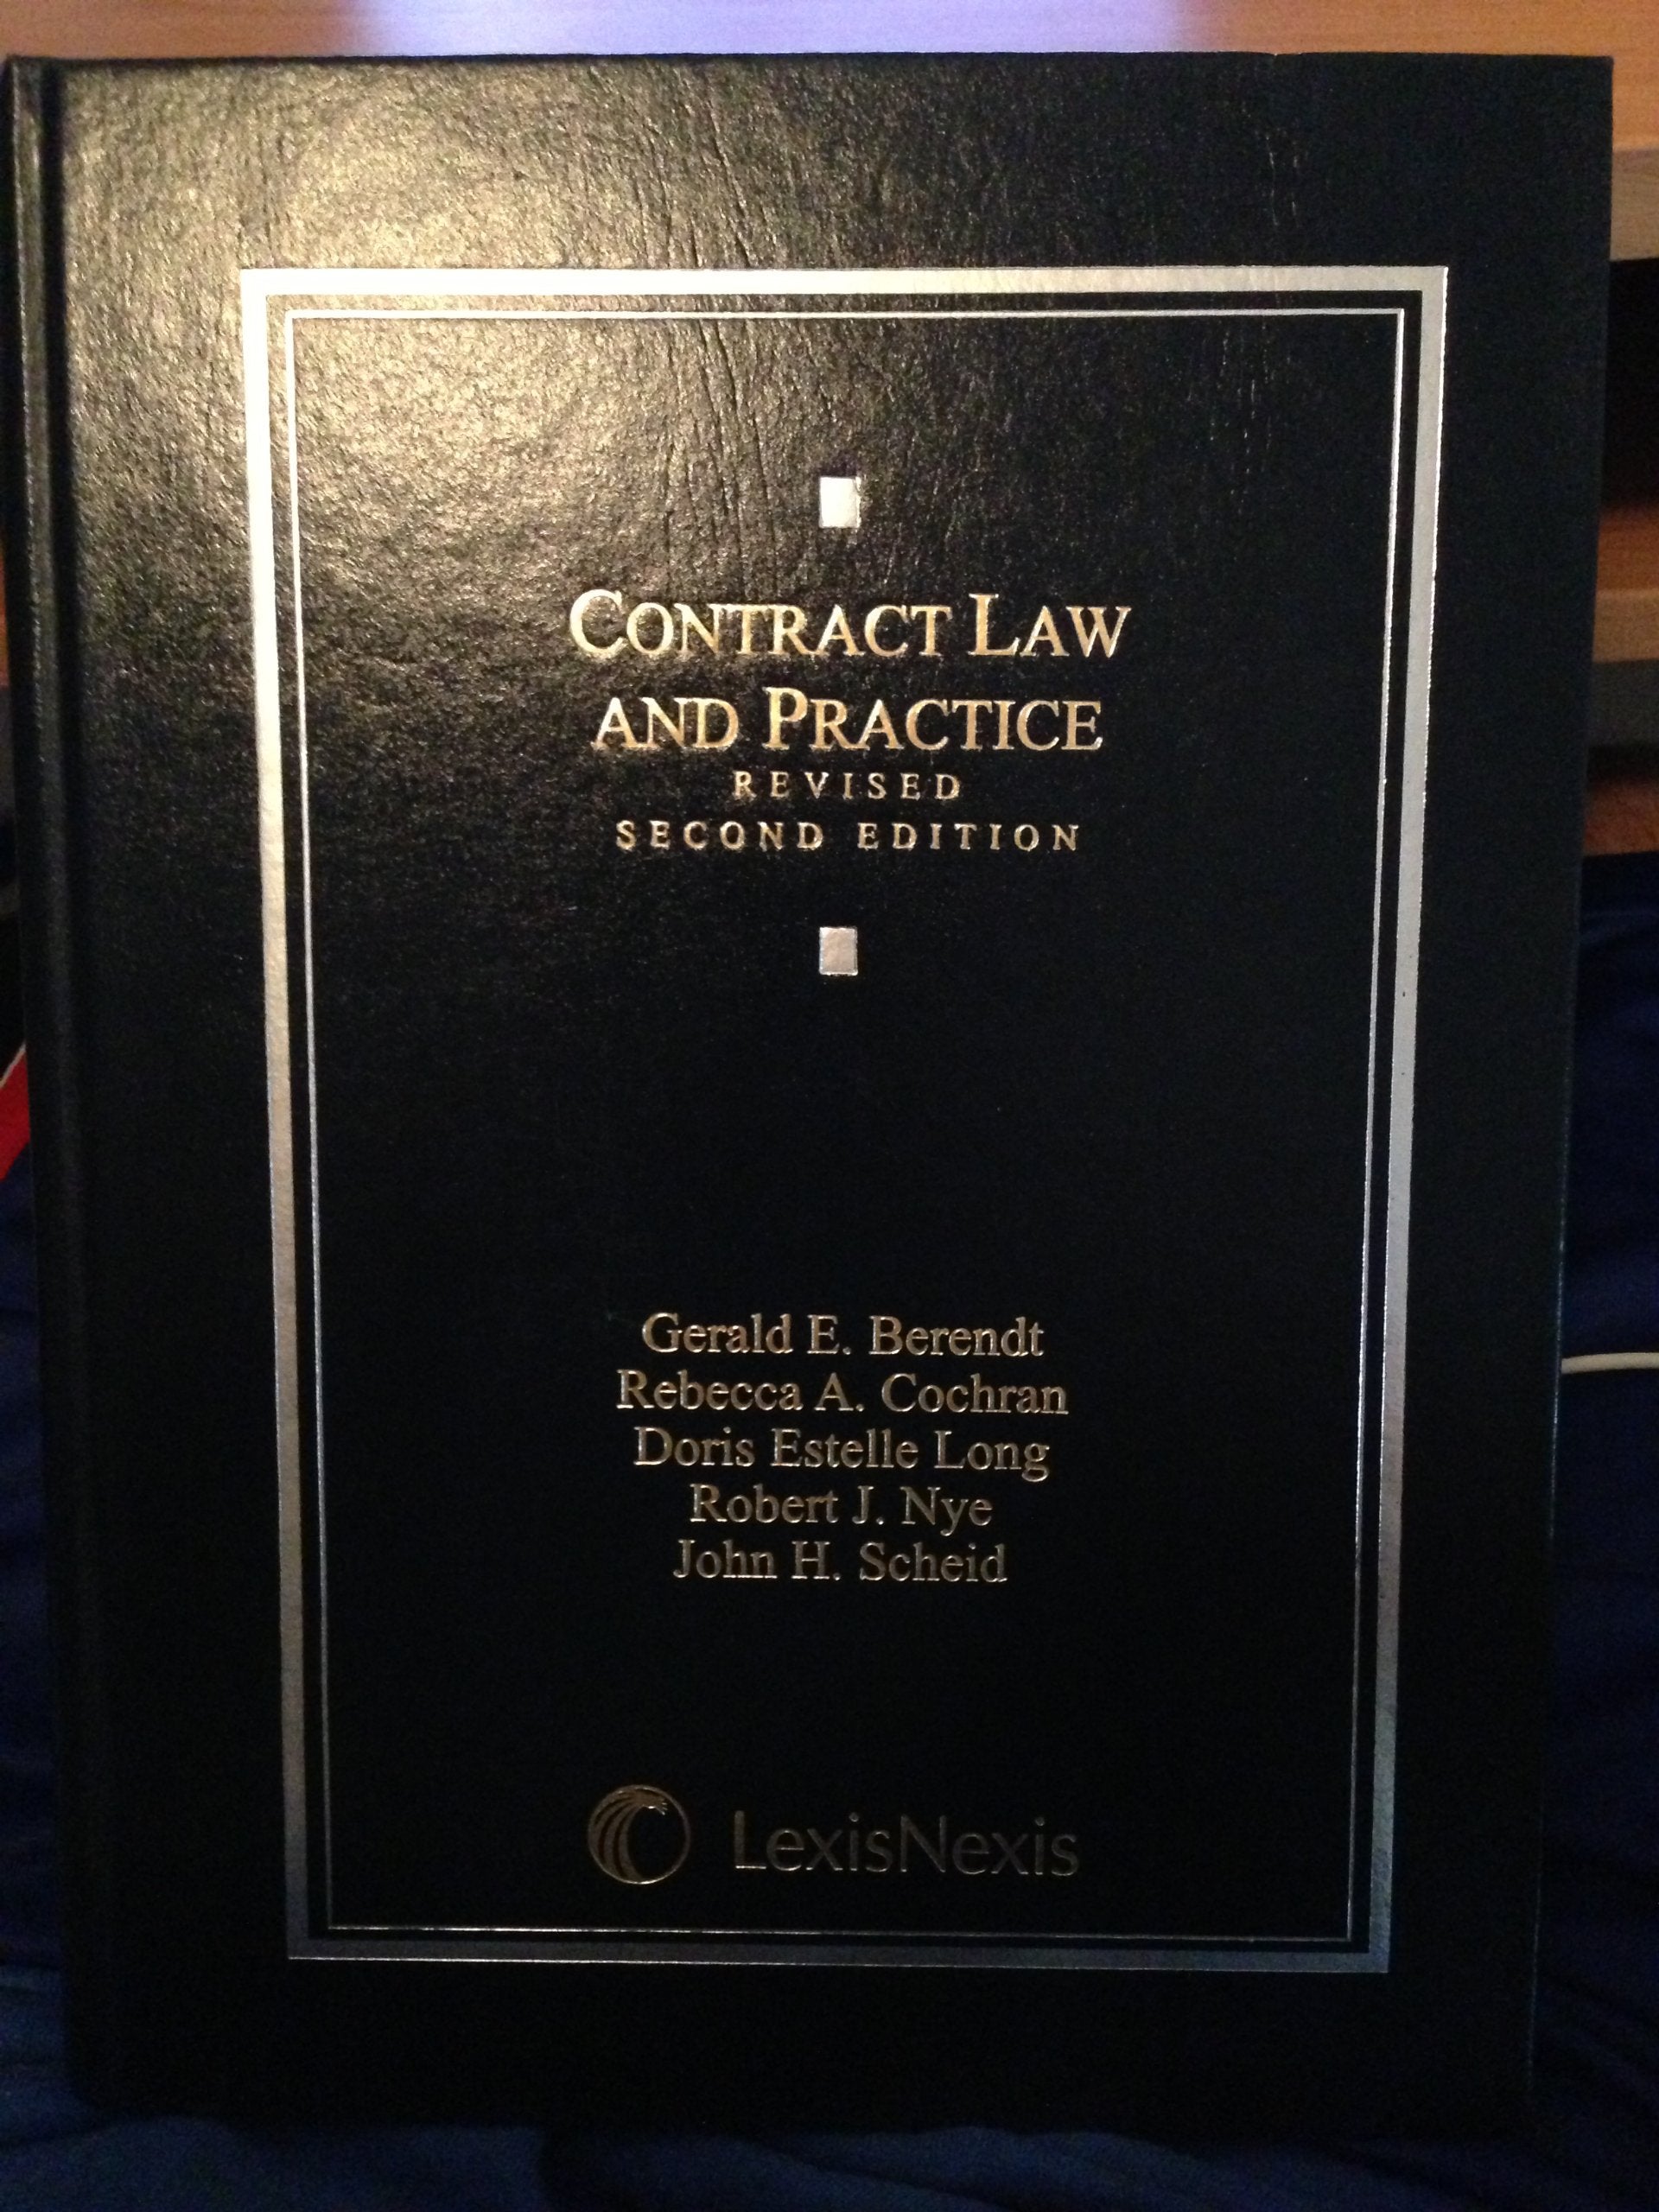 CONTRACT LAW
AND PRACTICE
REVISED
SECOND EDITION
Gerald E. Berendt
Rebecca A. Cochran
Doris Estelle Long
Robert J. Nye
John H. Scheid
LexisNexis